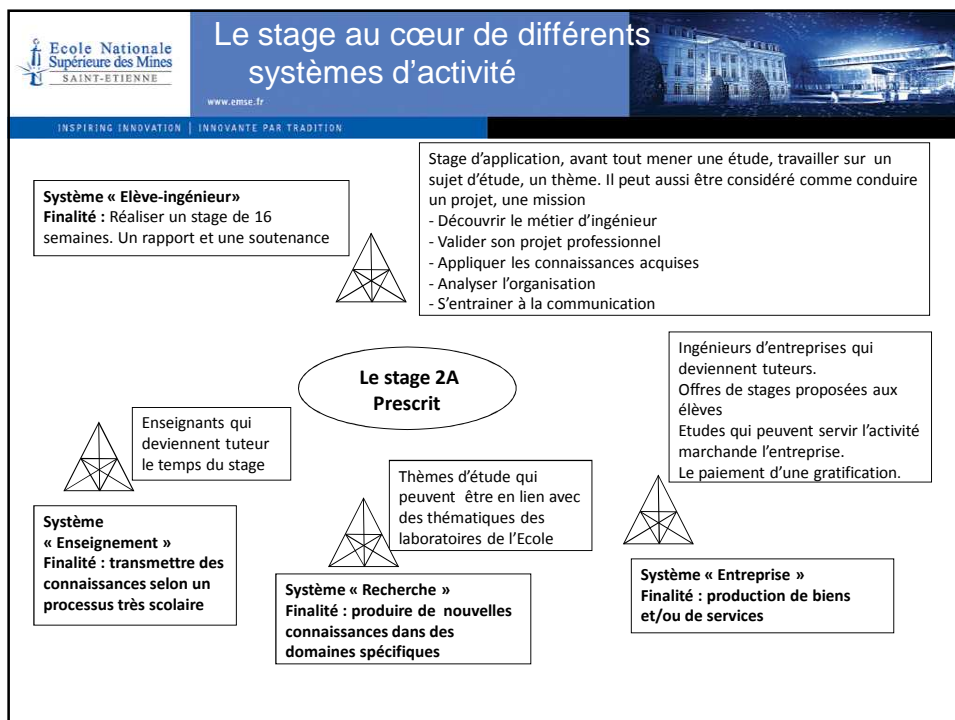 Ecole Nationale
Supérieure des Mines
SAINT-ETIENNE
Le stage au cœur de différents
systèmes d'activité
www.emse.fr
INSPIRING INNOVATION | INNOVANTE PAR TRADITION
Système « Elève-ingénieur»
Finalité : Réaliser un stage de 16
semaines. Un rapport et une soutenance
Stage d'application, avant tout mener une étude, travailler sur un
sujet d'étude, un thème. Il peut aussi être considéré comme conduire
un projet, une mission
- Découvrir le métier d'ingénieur
- Valider son projet professionnel
- Appliquer les connaissances acquises
- Analyser l'organisation
- S'entrainer à la communication
Le stage 2A
Prescrit
Ingénieurs d'entreprises qui
deviennent tuteurs.
Offres de stages proposées aux
élèves
Etudes qui peuvent servir l'activité
marchande l'entreprise.
Le paiement d'une gratification.
Enseignants qui
deviennent tuteur
le temps du stage
Thèmes d'étude qui
peuvent être en lien avec
des thématiques des
laboratoires de l'Ecole
Système
« Enseignement »
Finalité : transmettre des
connaissances selon un
processus très scolaire
Système « Recherche »
Finalité : produire de nouvelles
connaissances dans des
domaines spécifiques
Système « Entreprise »
Finalité : production de biens
et/ou de services